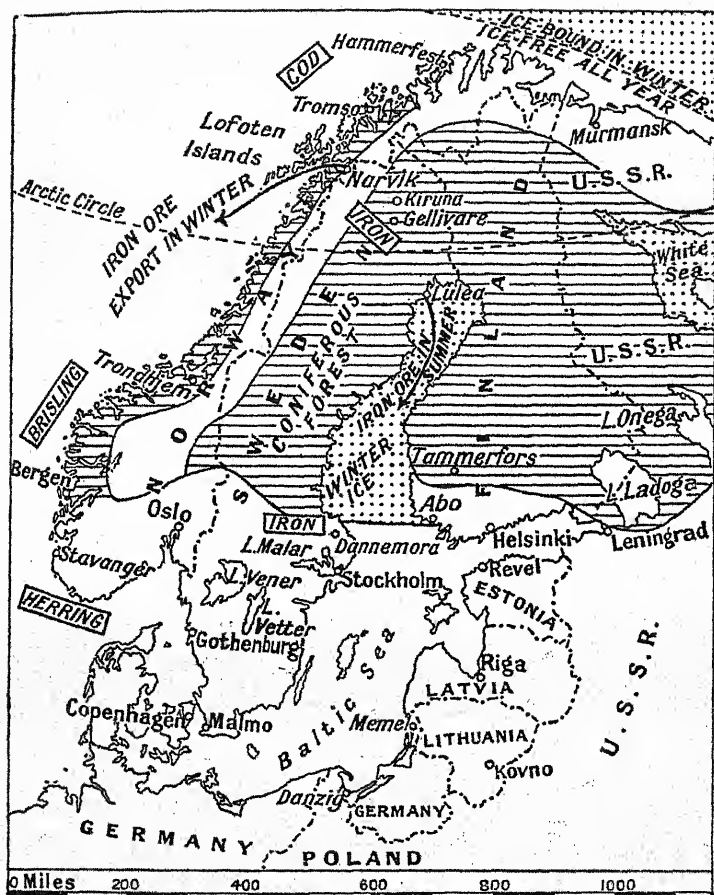 ICE-BOUND IN WINTER
ICE-FREE ALL YEAR
Hammerfest
COD
Tromso
Murmansk
Lofoten
Islands
Narvik
U.S.S.R.
Kiruna
Gellivare
IRON
Arctic Circle
IRON ORE
EXPORT IN WINTER
White
Sea
Lulea
NORWAY
SWEDEN
FINLAND
CONIFEROUS
FOREST
IRON ORE IN
SUMMER
U.S.S.R.
Trondhjem
BRISLING
L.Onega
WINTER
ICE
Tammerfors
Bergen
L.Ladoga
Abo
Oslo
IRON
Dannemora
Helsinki
Leningrad
L.Malar
Stavanger
Stockholm
Revel
L.Vener
ESTONIA
HERRING
L.
Vetter
Gothenburg
Baltic Sea
Riga
LATVIA
U.S.S.R.
Copenhagen
Malmo
Memel
LITHUANIA
Kovno
Danzig
GERMANY
GERMANY
POLAND
0 Miles 200 400 600 800 1000